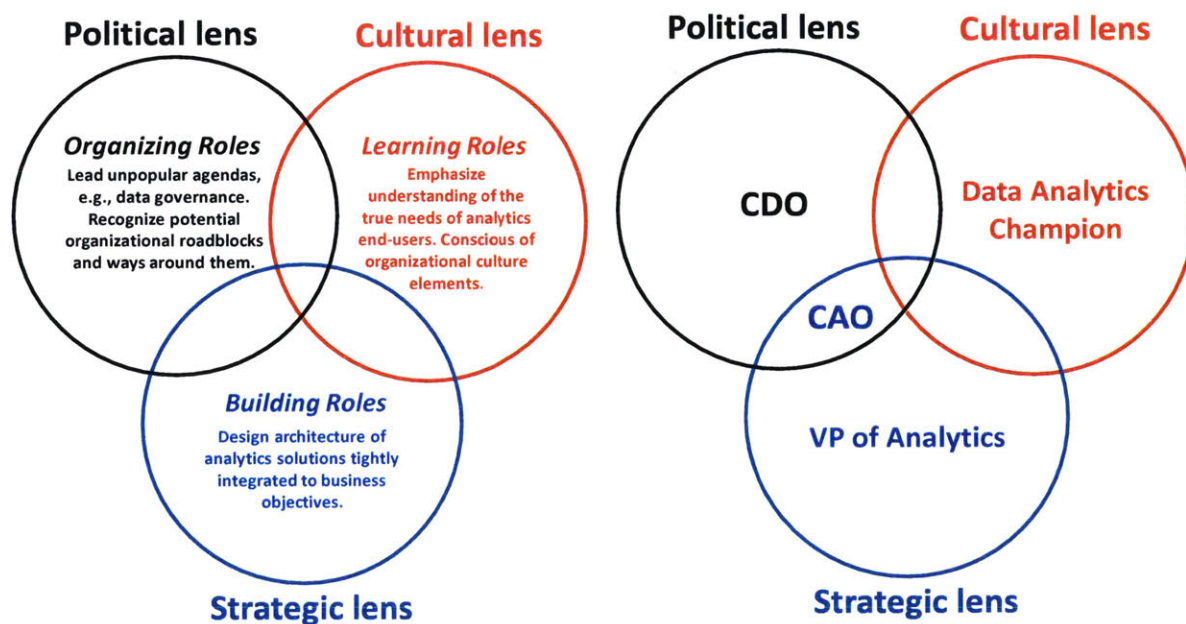 Political lens
Cultural lens
Organizing Roles
Lead unpopular agendas,
e.g., data governance.
Recognize potential
organizational roadblocks
and ways around them.
Learning Roles
Emphasize
understanding of the
true needs of analytics
end-users. Conscious of
organizational culture
elements.
Building Roles
Design architecture of
analytics solutions tightly
integrated to business
objectives.
Strategic lens
Political lens
Cultural lens
CDO
Data Analytics
Champion
CAO
VP of Analytics
Strategic lens